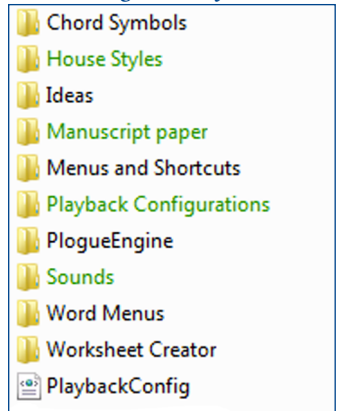 Chord Symbols
House Styles
Ideas
Manuscript paper
Menus and Shortcuts
Playback Configurations
PlogueEngine
Sounds
Word Menus
Worksheet Creator
PlaybackConfig